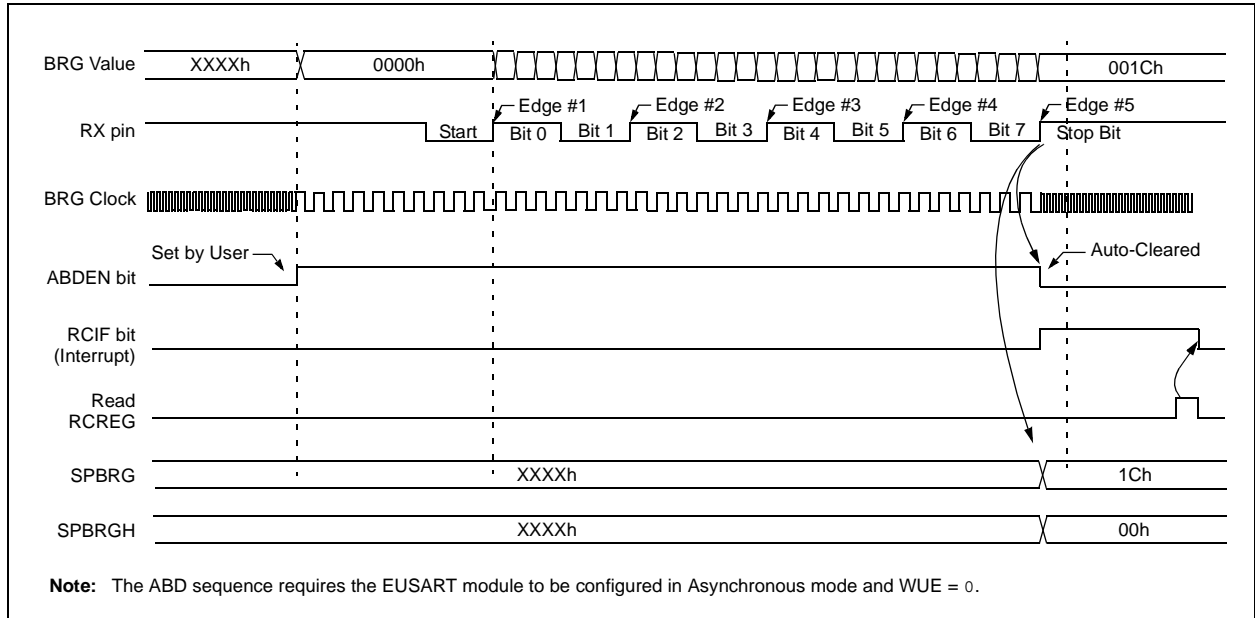 BRG Value XXXXh 0000h 001Ch
Edge #1 Edge #2 Edge #3 Edge #4 Edge #5
RX pin Start Bit 0 Bit 1 Bit 2 Bit 3 Bit 4 Bit 5 Bit 6 Bit 7 Stop Bit
BRG Clock
Set by User Auto-Cleared
ABDEN bit
RCIF bit
(Interrupt)
Read
RCREG
SPBRG XXXXh 1Ch
SPBRGH XXXXh 00h
Note: The ABD sequence requires the EUSART module to be configured in Asynchronous mode and WUE = 0.